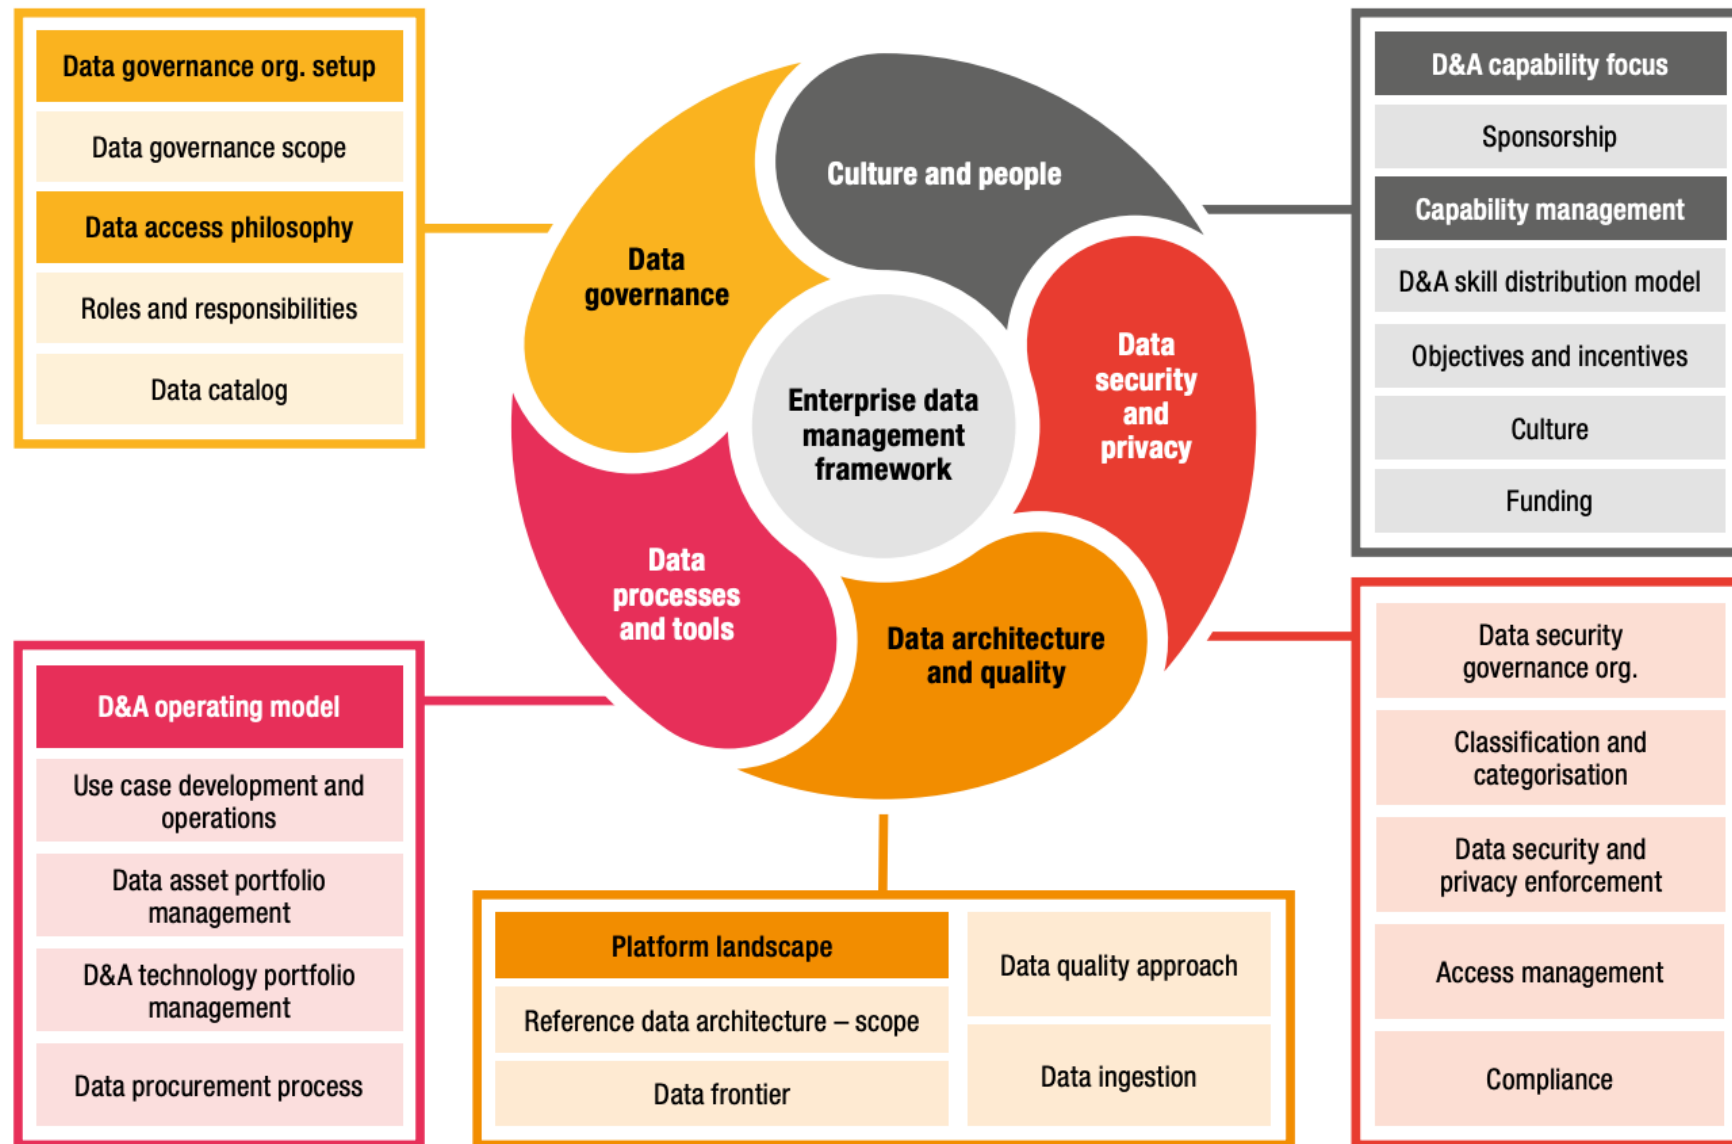 Data governance org. setup
Data governance scope
Data access philosophy
Roles and responsibilities
Data catalog
Culture and people
Data
governance
Data
security
and
privacy
Enterprise data
management
framework
Data
processes
and tools
Data architecture
and quality
D&A capability focus
Sponsorship
Capability management
D&A skill distribution model
Objectives and incentives
Culture
Funding
D&A operating model
Use case development and
operations
Data asset portfolio
management
D&A technology portfolio
management
Data procurement process
Platform landscape
Reference data architecture – scope
Data frontier
Data quality approach
Data ingestion
Data security
governance org.
Classification and
categorisation
Data security and
privacy enforcement
Access management
Compliance